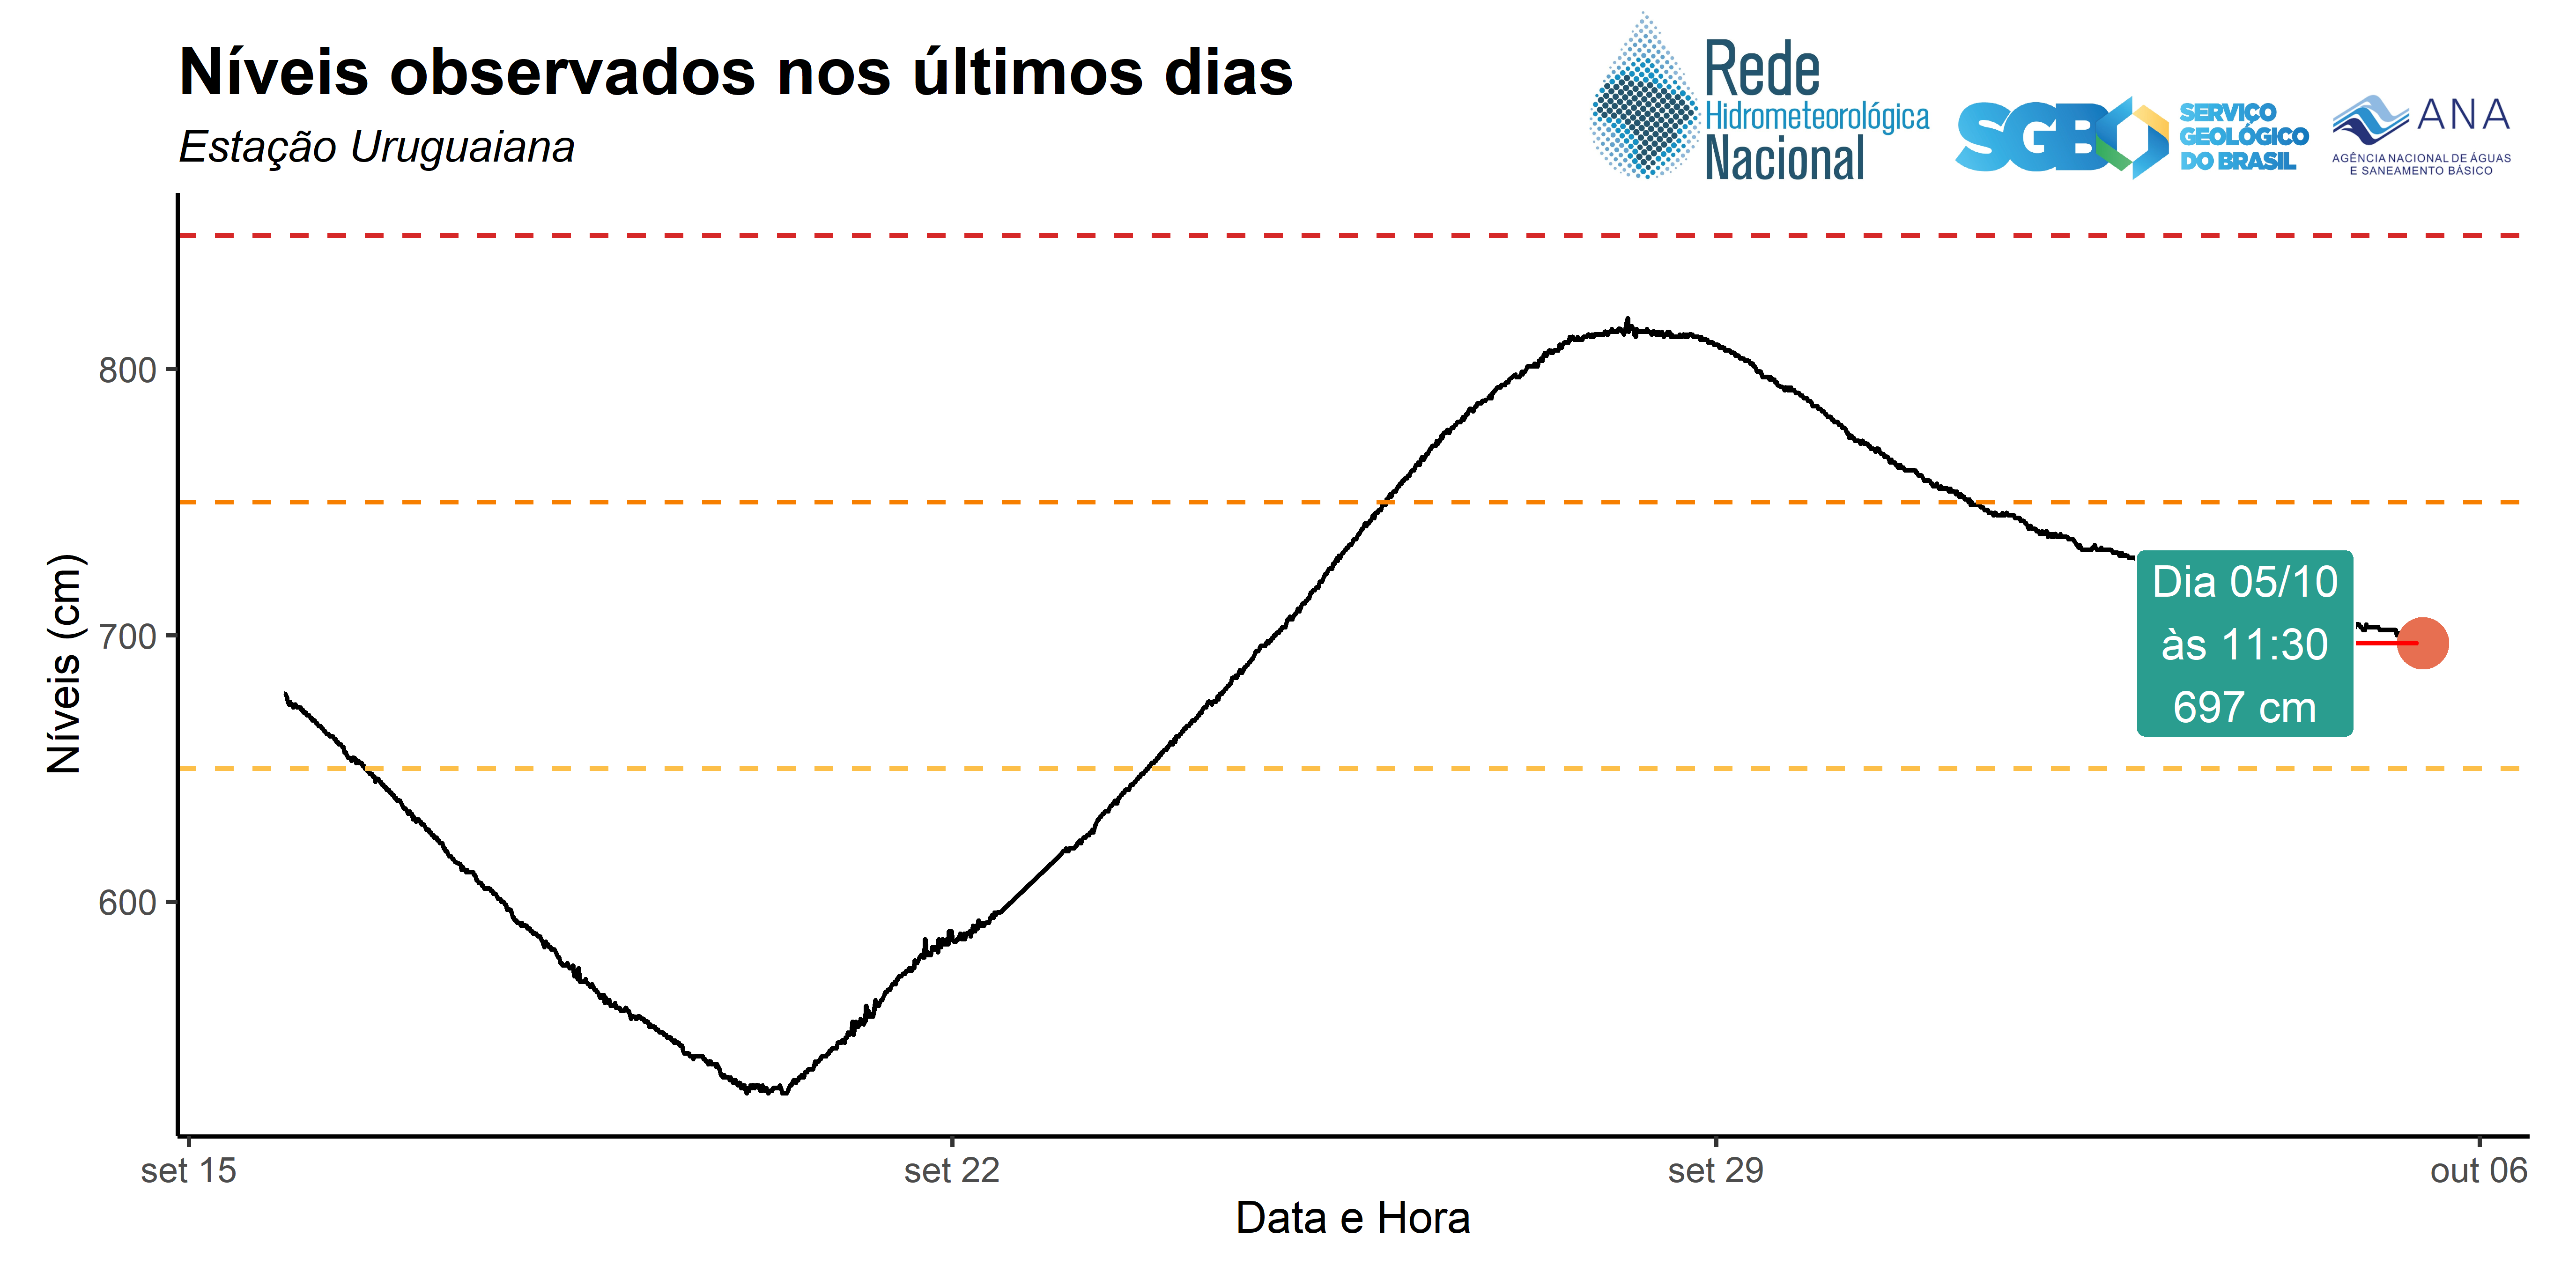 Níveis observados nos últimos dias
Estação Uruguaiana
Rede
Hidrometeorológica
Nacional
SGB
SERVIÇO
GEOLÓGICO
DO BRASIL
ANA
AGÊNCIA NACIONAL DE ÁGUAS
E SANEAMENTO BÁSICO
Níveis (cm)
800
700
600
Dia 05/10
às 11:30
697 cm
set 15
set 22
set 29
out 06
Data e Hora